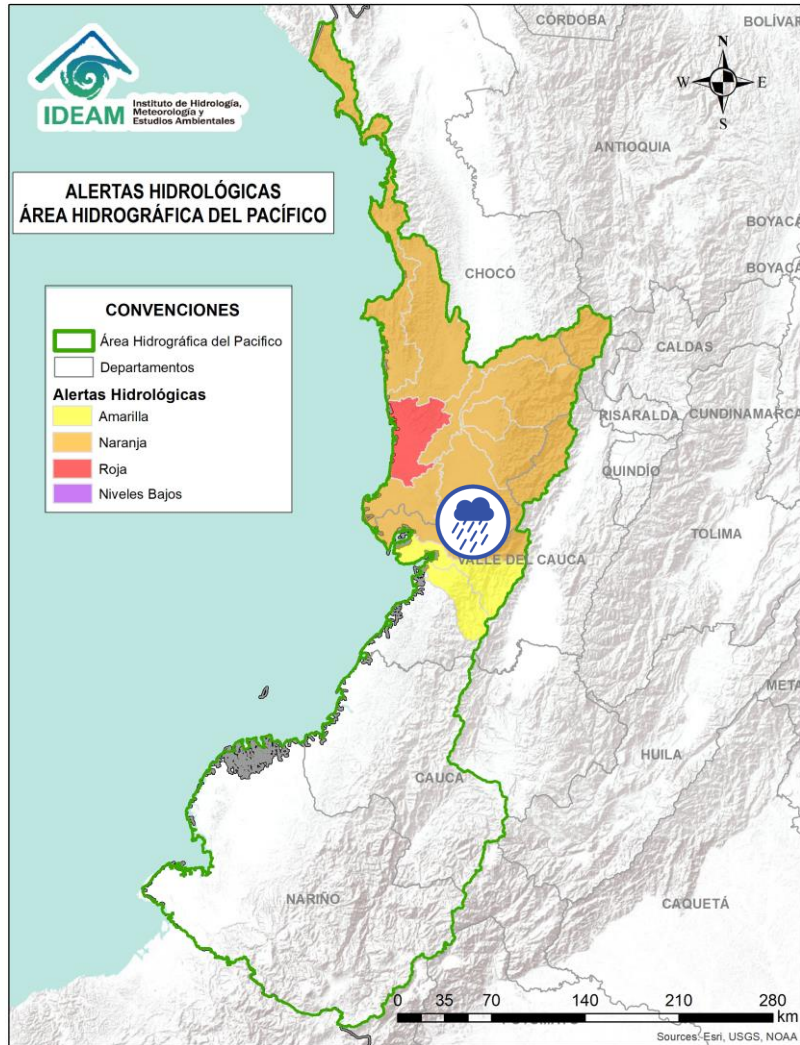 CÓRDOBA
BOLÍVAR
IDEAM
Instituto de Hidrología,
Meteorología y
Estudios Ambientales
N
W
E
S
ANTIOQUIA
ALERTAS HIDROLÓGICAS
ÁREA HIDROGRÁFICA DEL PACÍFICO
BOYACÁ
BOYACÁ
CHOCÓ
CONVENCIONES
Área Hidrográfica del Pacifico
Departamentos
Alertas Hidrológicas
Amarilla
Naranja
Roja
Niveles Bajos
CALDAS
RISARALDA
CUNDINAMARCA
QUINDÍO
TOLIMA
VALLE DEL CAUCA
META
HUILA
CAUCA
NARIÑO
CAQUETÁ
0 35 70 140 210 280
km
Sources: Esri, USGS, NOAA